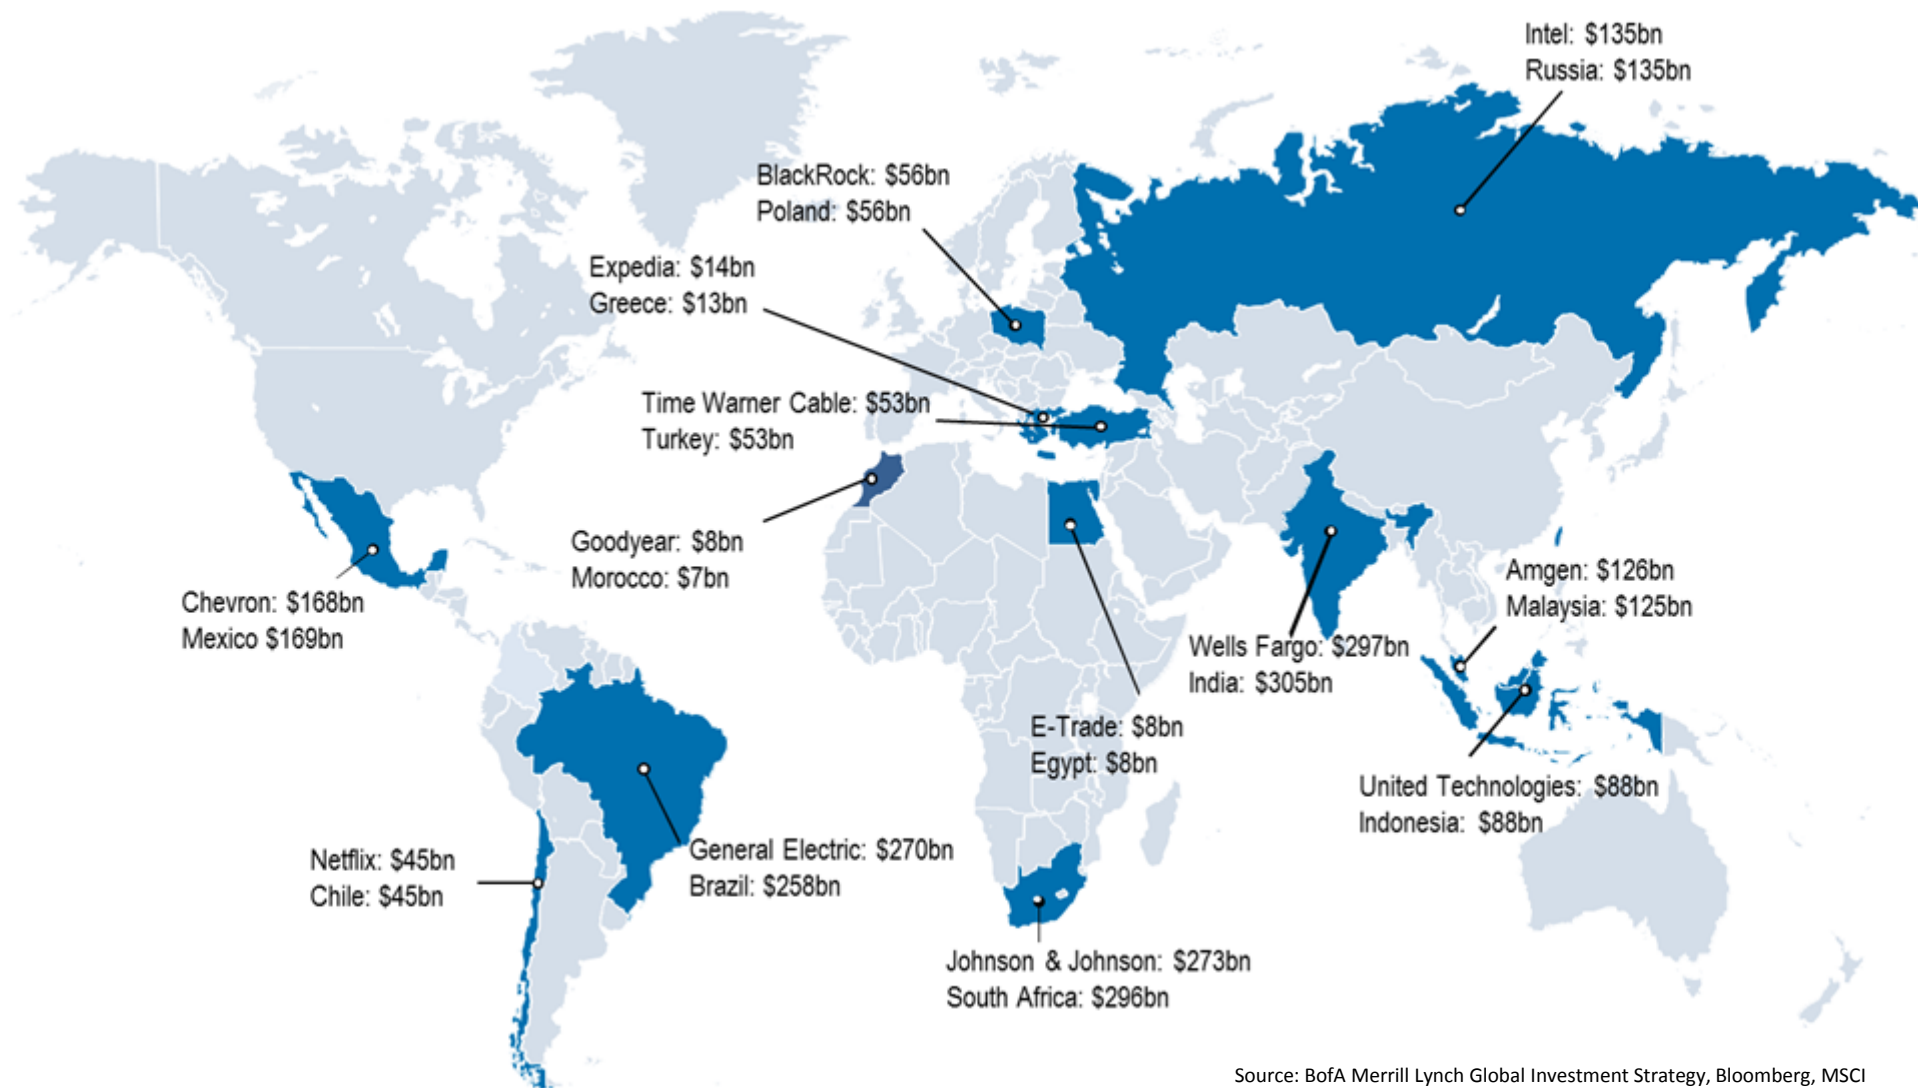 Intel: $135bn
Russia: $135bn
BlackRock: $56bn
Poland: $56bn
Expedia: $14bn
Greece: $13bn
Time Warner Cable: $53bn
Turkey: $53bn
Goodyear: $8bn
Morocco: $7bn
Chevron: $168bn
Mexico $169bn
Amgen: $126bn
Malaysia: $125bn
Wells Fargo: $297bn
India: $305bn
E-Trade: $8bn
Egypt: $8bn
United Technologies: $88bn
Indonesia: $88bn
Netflix: $45bn
Chile: $45bn
General Electric: $270bn
Brazil: $258bn
Johnson & Johnson: $273bn
South Africa: $296bn
Source: BofA Merrill Lynch Global Investment Strategy, Bloomberg, MSCI